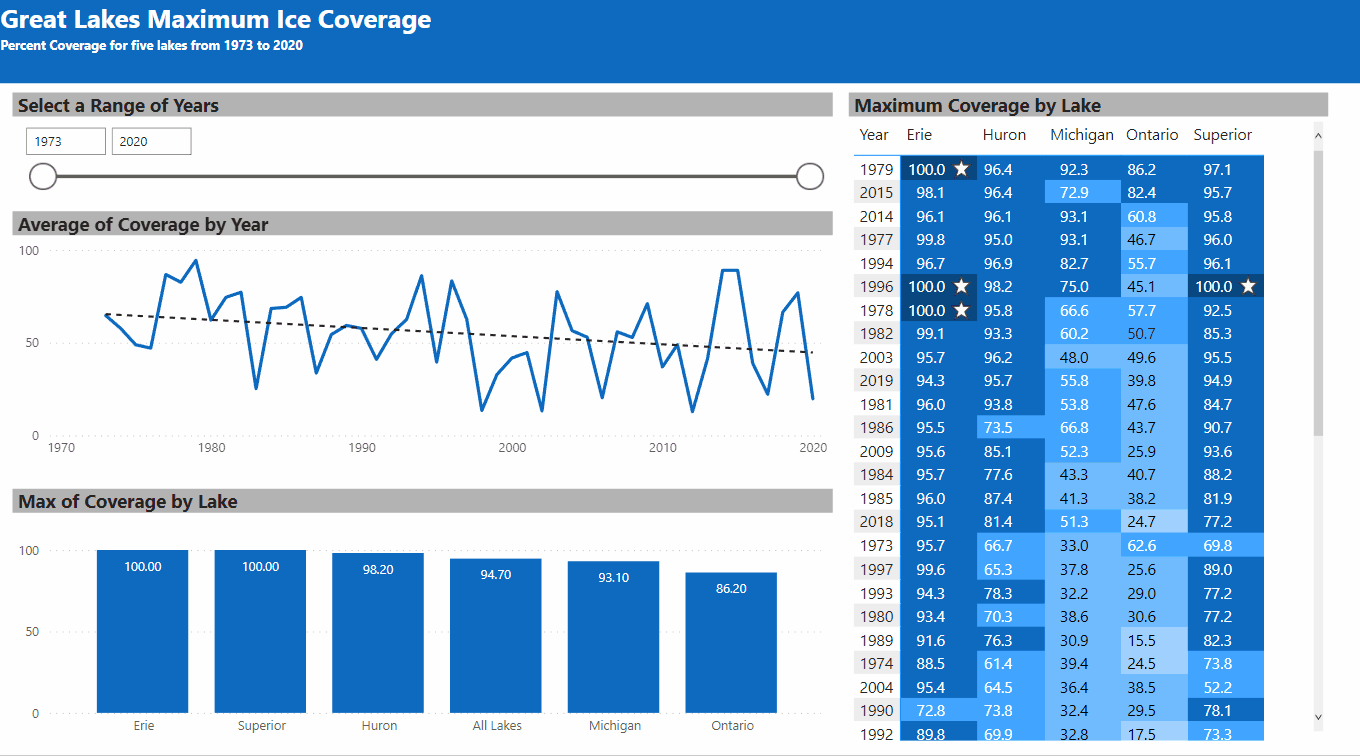 Great Lakes Maximum Ice Coverage
Percent Coverage for five lakes from 1973 to 2020
Select a Range of Years
1973 2020
Average of Coverage by Year
100
50
0
1970 1980 1990 2000 2010 2020
Max of Coverage by Lake
100
50
0
100.00 100.00 98.20 94.70 93.10 86.20
Erie Superior Huron All Lakes Michigan Ontario
Maximum Coverage by Lake
Year Erie Huron Michigan Ontario Superior
1979 100.0 96.4 92.3 86.2 97.1
2015 98.1 96.4 72.9 82.4 95.7
2014 96.1 96.1 93.1 60.8 95.8
1977 99.8 95.0 93.1 46.7 96.0
1994 96.7 96.9 82.7 55.7 96.1
1996 100.0 98.2 75.0 45.1 100.0
1978 100.0 95.8 66.6 57.7 92.5
1982 99.1 93.3 60.2 50.7 85.3
2003 95.7 96.2 48.0 49.6 95.5
2019 94.3 95.7 55.8 39.8 94.9
1981 96.0 93.8 53.8 47.6 84.7
1986 95.5 73.5 66.8 43.7 90.7
2009 95.6 85.1 52.3 25.9 93.6
1984 95.7 77.6 43.3 40.7 88.2
1985 96.0 87.4 41.3 38.2 81.9
2018 95.1 81.4 51.3 24.7 77.2
1973 95.7 66.7 33.0 62.6 69.8
1997 99.6 65.3 37.8 25.6 89.0
1993 94.3 78.3 32.2 29.0 77.2
1980 93.4 70.3 38.6 30.6 77.2
1989 91.6 76.3 30.9 15.5 82.3
1974 88.5 61.4 39.4 24.5 73.8
2004 95.4 64.5 36.4 38.5 52.2
1990 72.8 73.8 32.4 29.5 78.1
1992 89.8 69.9 32.8 17.5 73.3